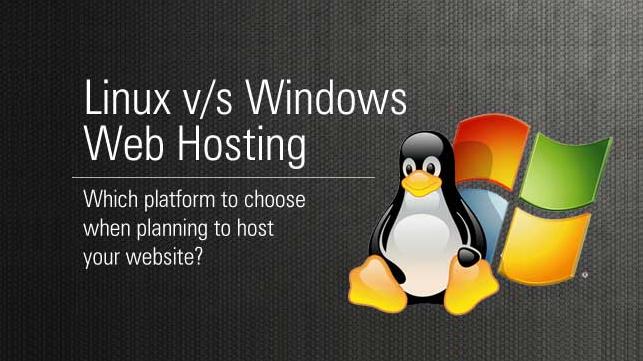 Linux v/s Windows
Web Hosting
Which platform to choose
when planning to host
your website?